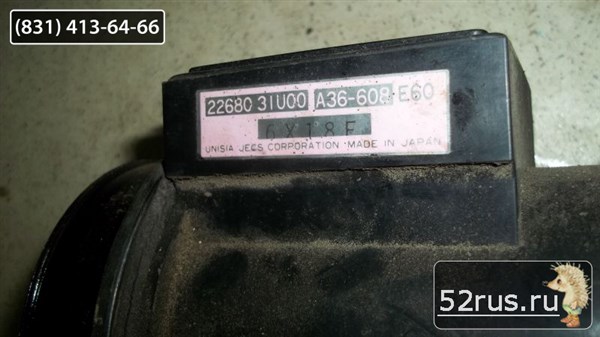 (831) 413-64-66
22680 31U00 A36-608 E60
6X18E
UNISIA JECS CORPORATION MADE IN JAPAN
52rus.ru